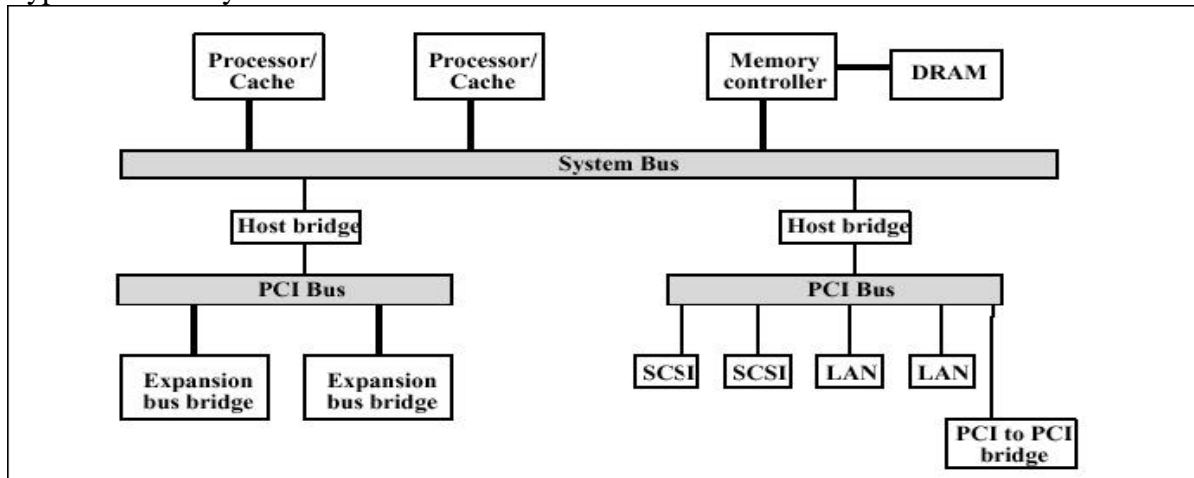 Processor/
Cache
Processor/
Cache
Memory
controller
DRAM
System Bus
Host bridge
Host bridge
PCI Bus
PCI Bus
SCSI
SCSI
LAN
LAN
Expansion
bus bridge
Expansion
bus bridge
PCI to PCI
bridge